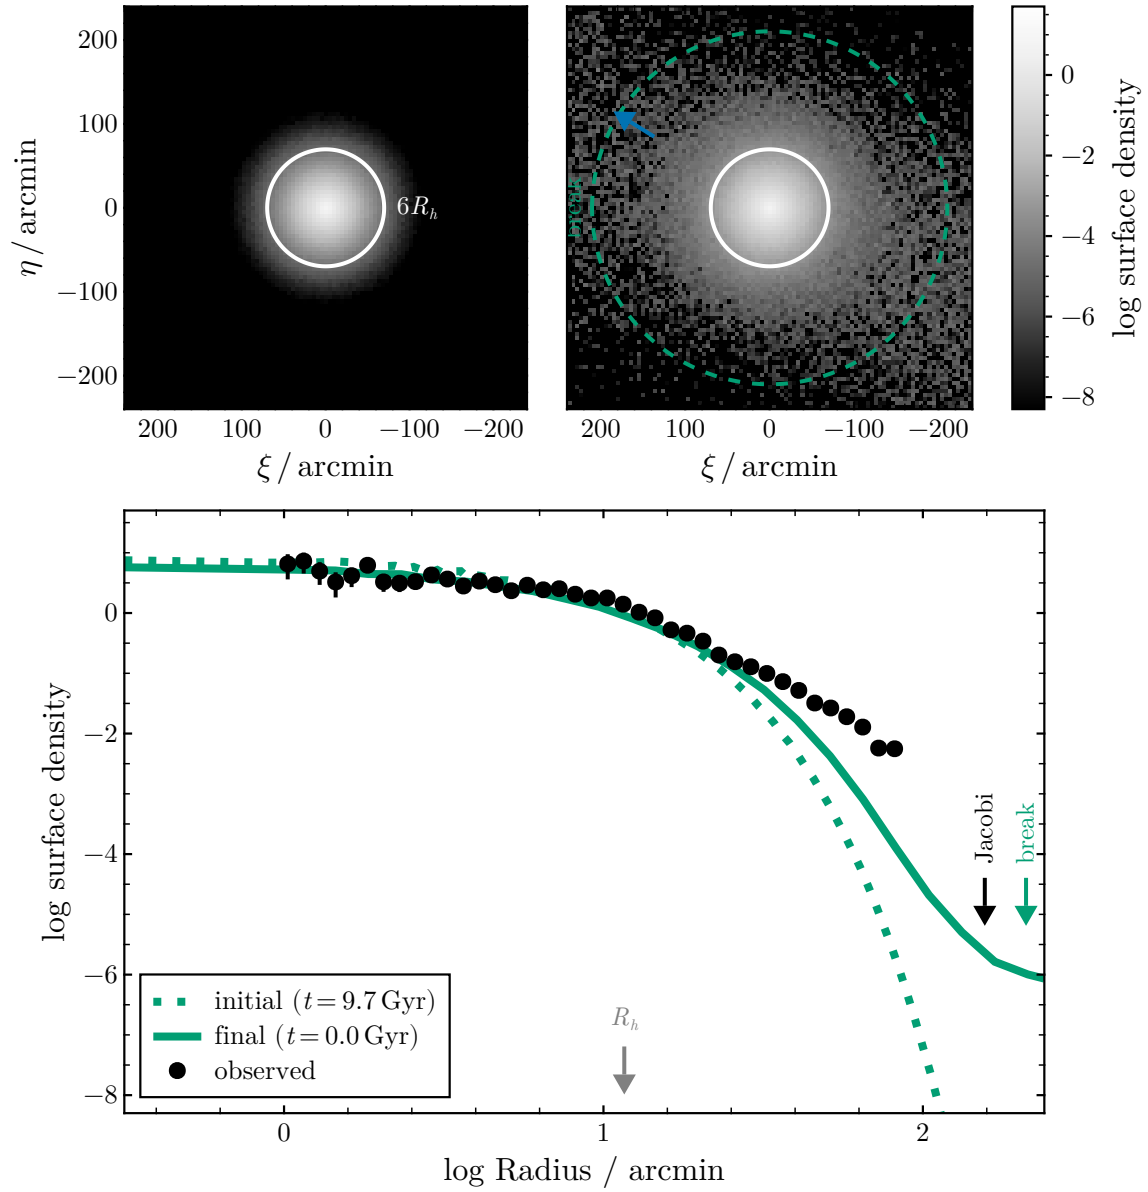 200
100
0
−100
−200
η / arcmin
200 100 0 −100 −200
ξ / arcmin
6R_h
break
200 100 0 −100 −200
ξ / arcmin
0
−2
−4
−6
−8
log surface density
0
−2
−4
−6
−8
log surface density
Jacobi
break
R_h
initial (t = 9.7 Gyr)
final (t = 0.0 Gyr)
observed
0 1 2
log Radius / arcmin